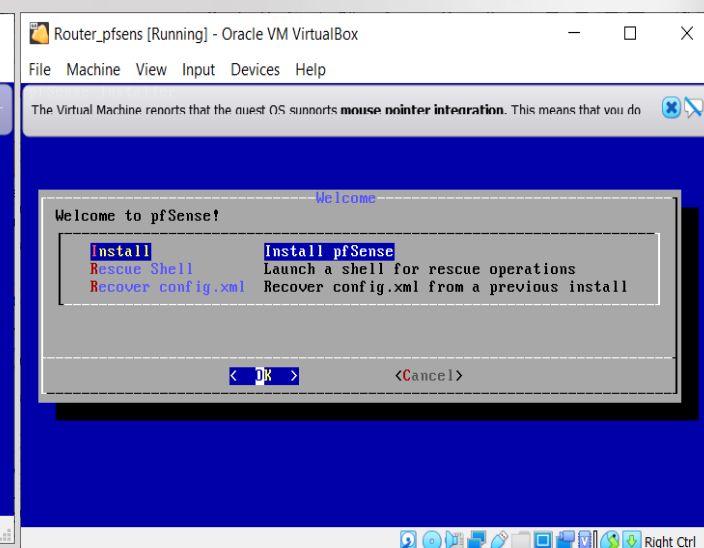 Router_pfsens [Running] - Oracle VM VirtualBox
File Machine View Input Devices Help
The Virtual Machine reports that the guest OS supports mouse pointer integration. This means that you do
Welcome
Welcome to pfSense!
Install Install pfSense
Rescue Shell Launch a shell for rescue operations
Recover config.xml Recover config.xml from a previous install
< OK > <Cancel>
Right Ctrl